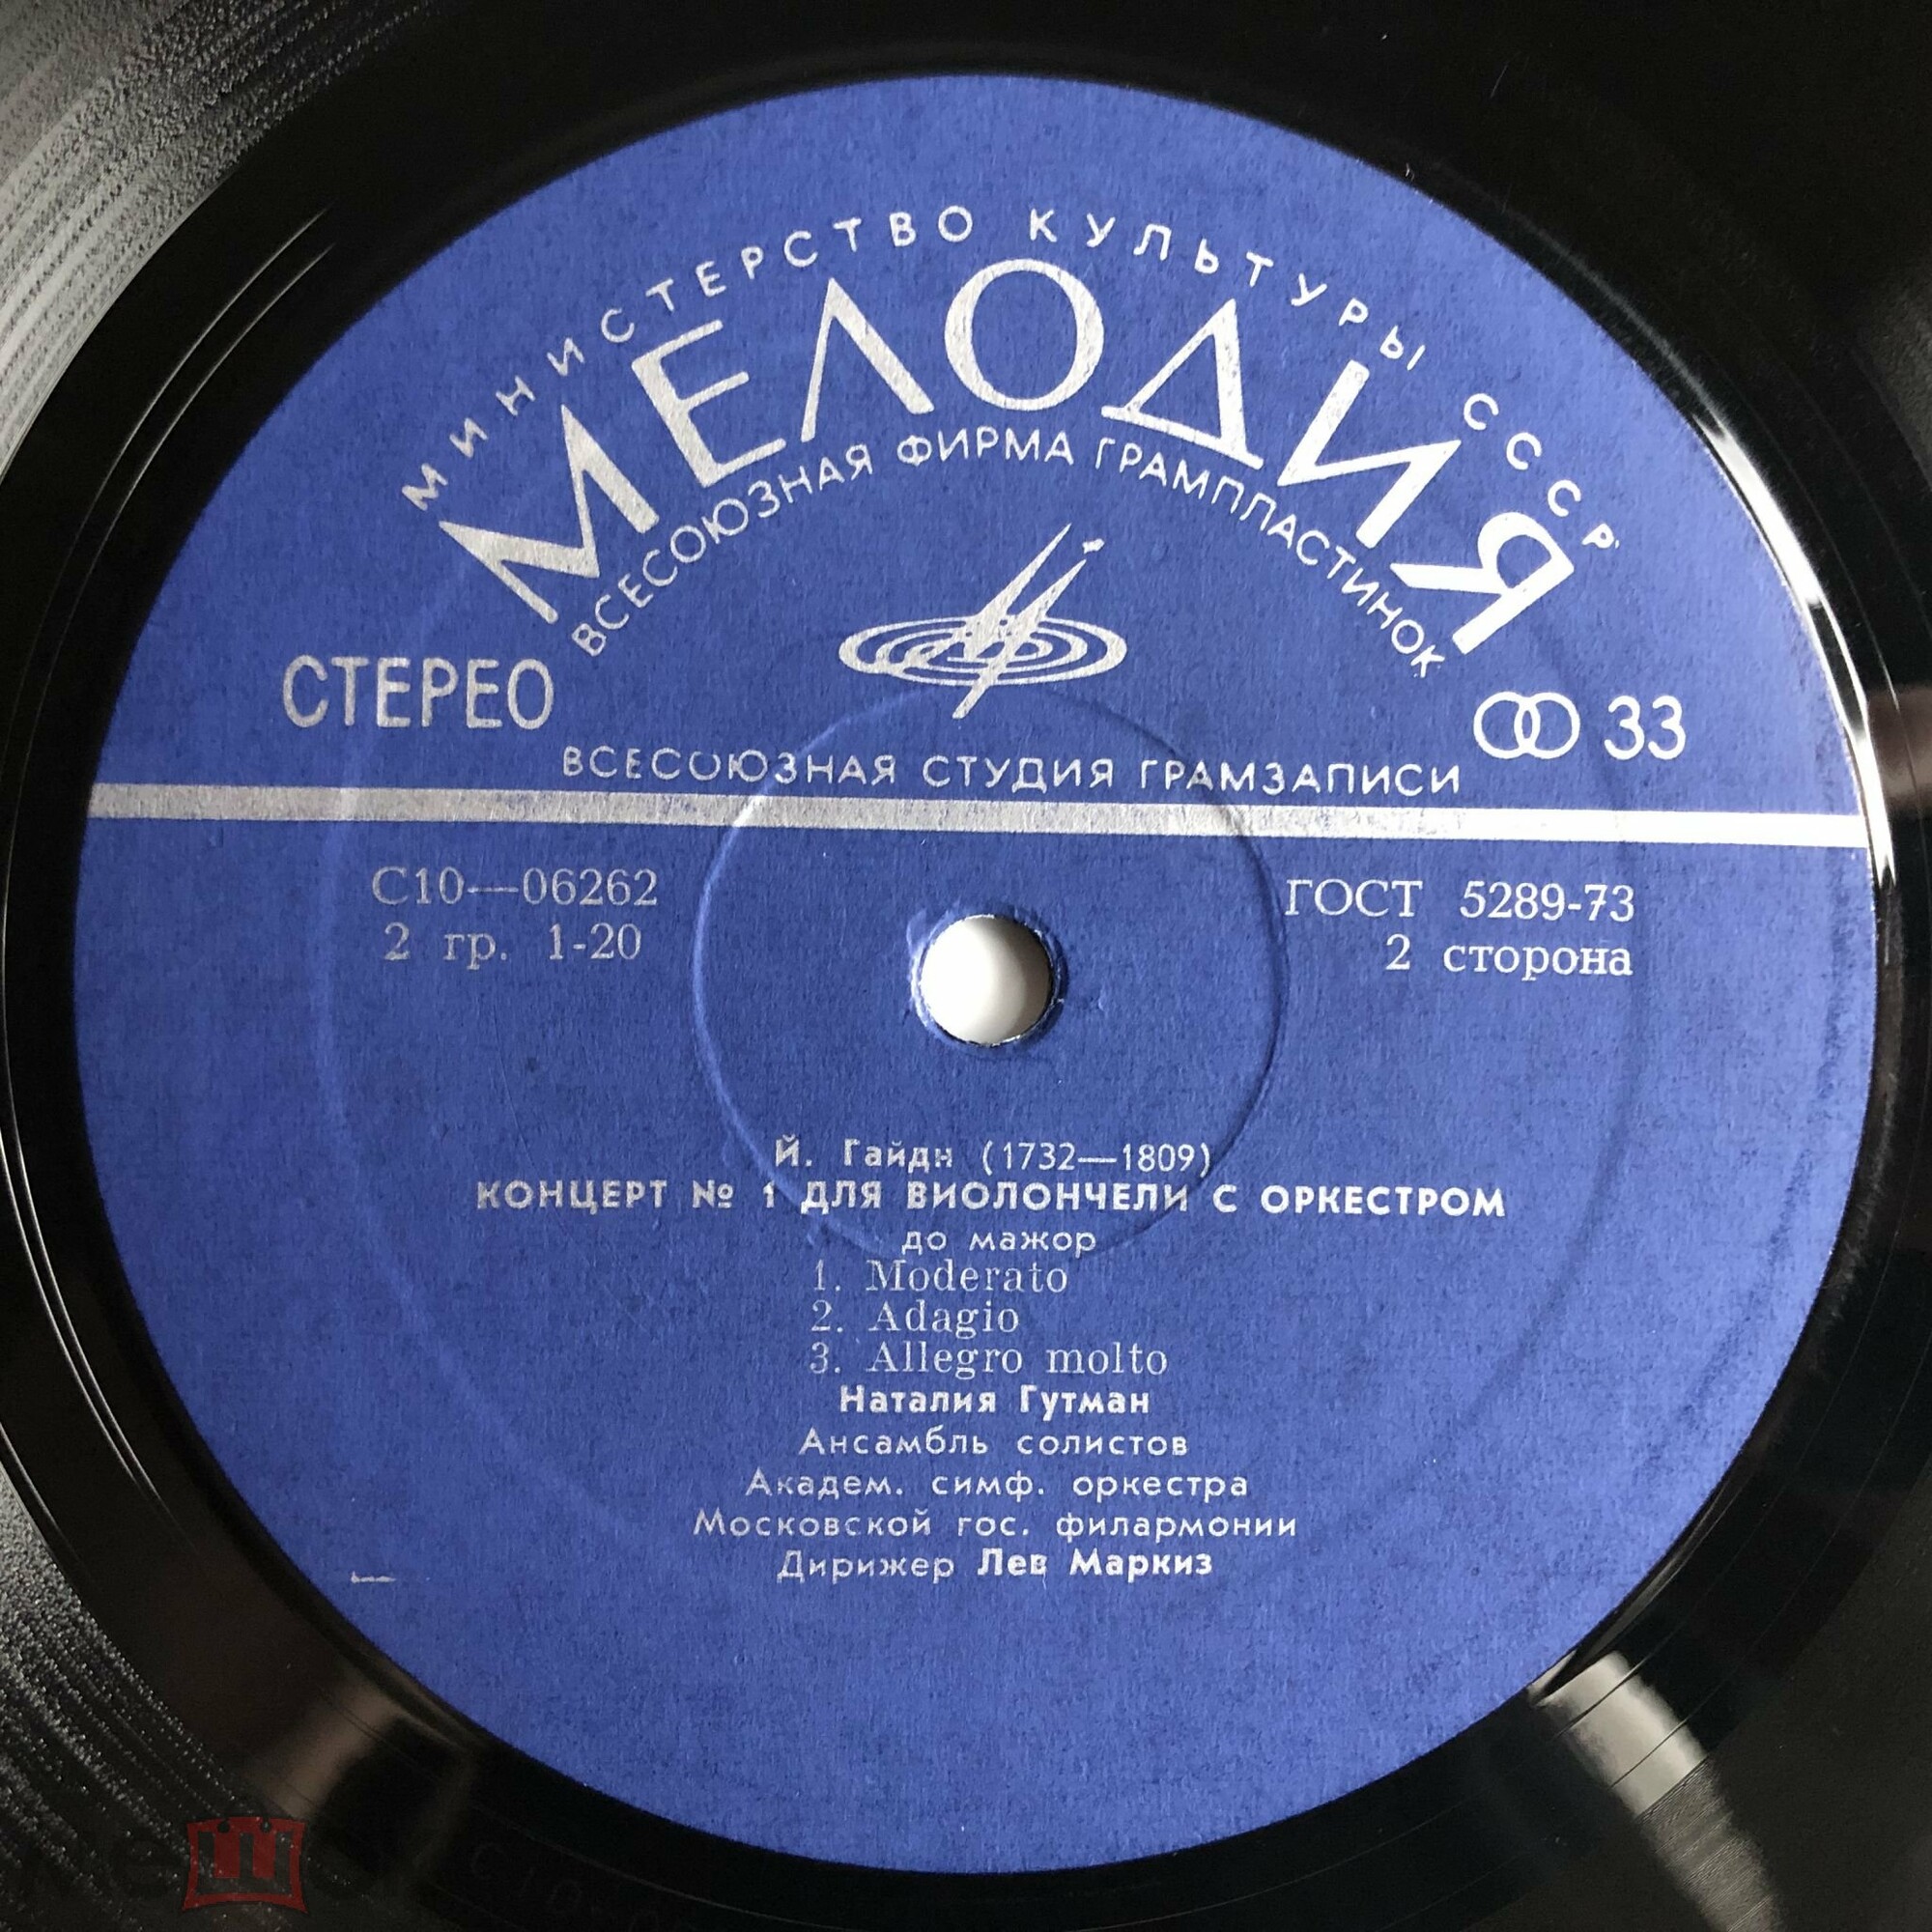 МИНИСТЕРСТВО КУЛЬТУРЫ СССР
МЕЛОДИЯ
ВСЕСОЮЗНАЯ ФИРМА ГРАМПЛАСТИНОК
СТЕРЕО
33
ВСЕСОЮЗНАЯ СТУДИЯ ГРАМЗАПИСИ
С10—06262
ГОСТ 5289-73
2 гр. 1-20
2 сторона
Й. Гайдн (1732—1809)
КОНЦЕРТ № 1 ДЛЯ ВИОЛОНЧЕЛИ С ОРКЕСТРОМ
до мажор
1. Moderato
2. Adagio
3. Allegro molto
Наталия Гутман
Ансамбль солистов
Академ. симф. оркестра
Московской гос. филармонии
Дирижер Лев Маркиз